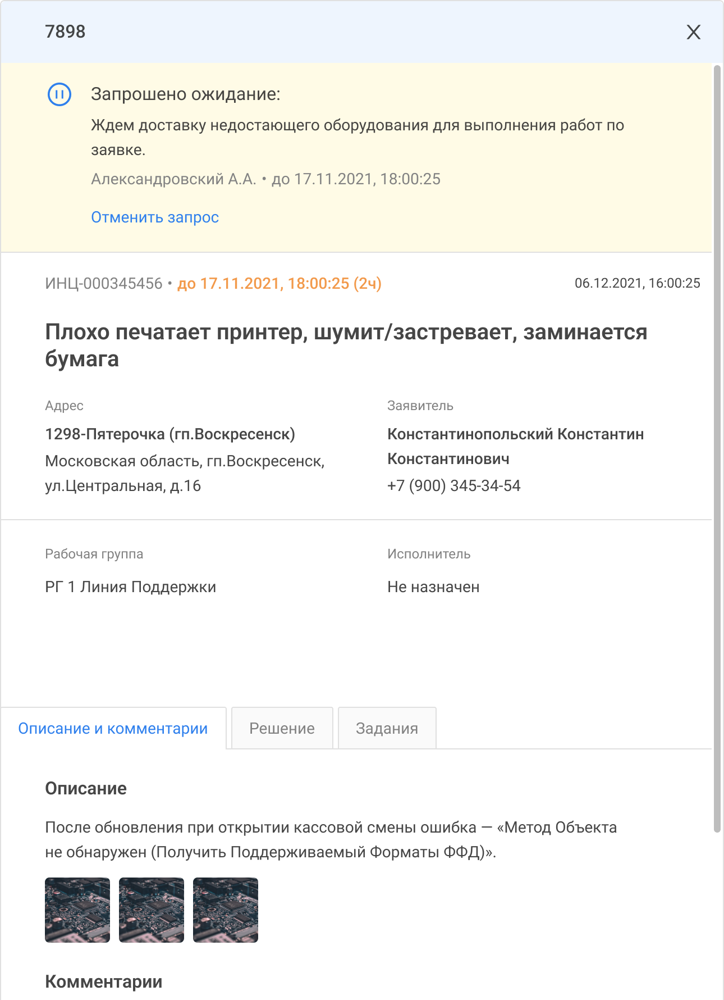 7898
Запрошено ожидание:
Ждем доставку недостающего оборудования для выполнения работ по
заявке.
Александровский А.А. • до 17.11.2021, 18:00:25
Отменить запрос
ИНЦ-000345456 • до 17.11.2021, 18:00:25 (2ч)
06.12.2021, 16:00:25
Плохо печатает принтер, шумит/застревает, заминается
бумага
Адрес
1298-Пятерочка (гп.Воскресенск)
Московская область, гп.Воскресенск,
ул.Центральная, д.16
Заявитель
Константинопольский Константин
Константинович
+7 (900) 345-34-54
Рабочая группа
РГ 1 Линия Поддержки
Исполнитель
Не назначен
Описание и комментарии
Решение
Задания
Описание
После обновления при открытии кассовой смены ошибка — «Метод Объекта
не обнаружен (Получить Поддерживаемый Форматы ФФД)».
Комментарии